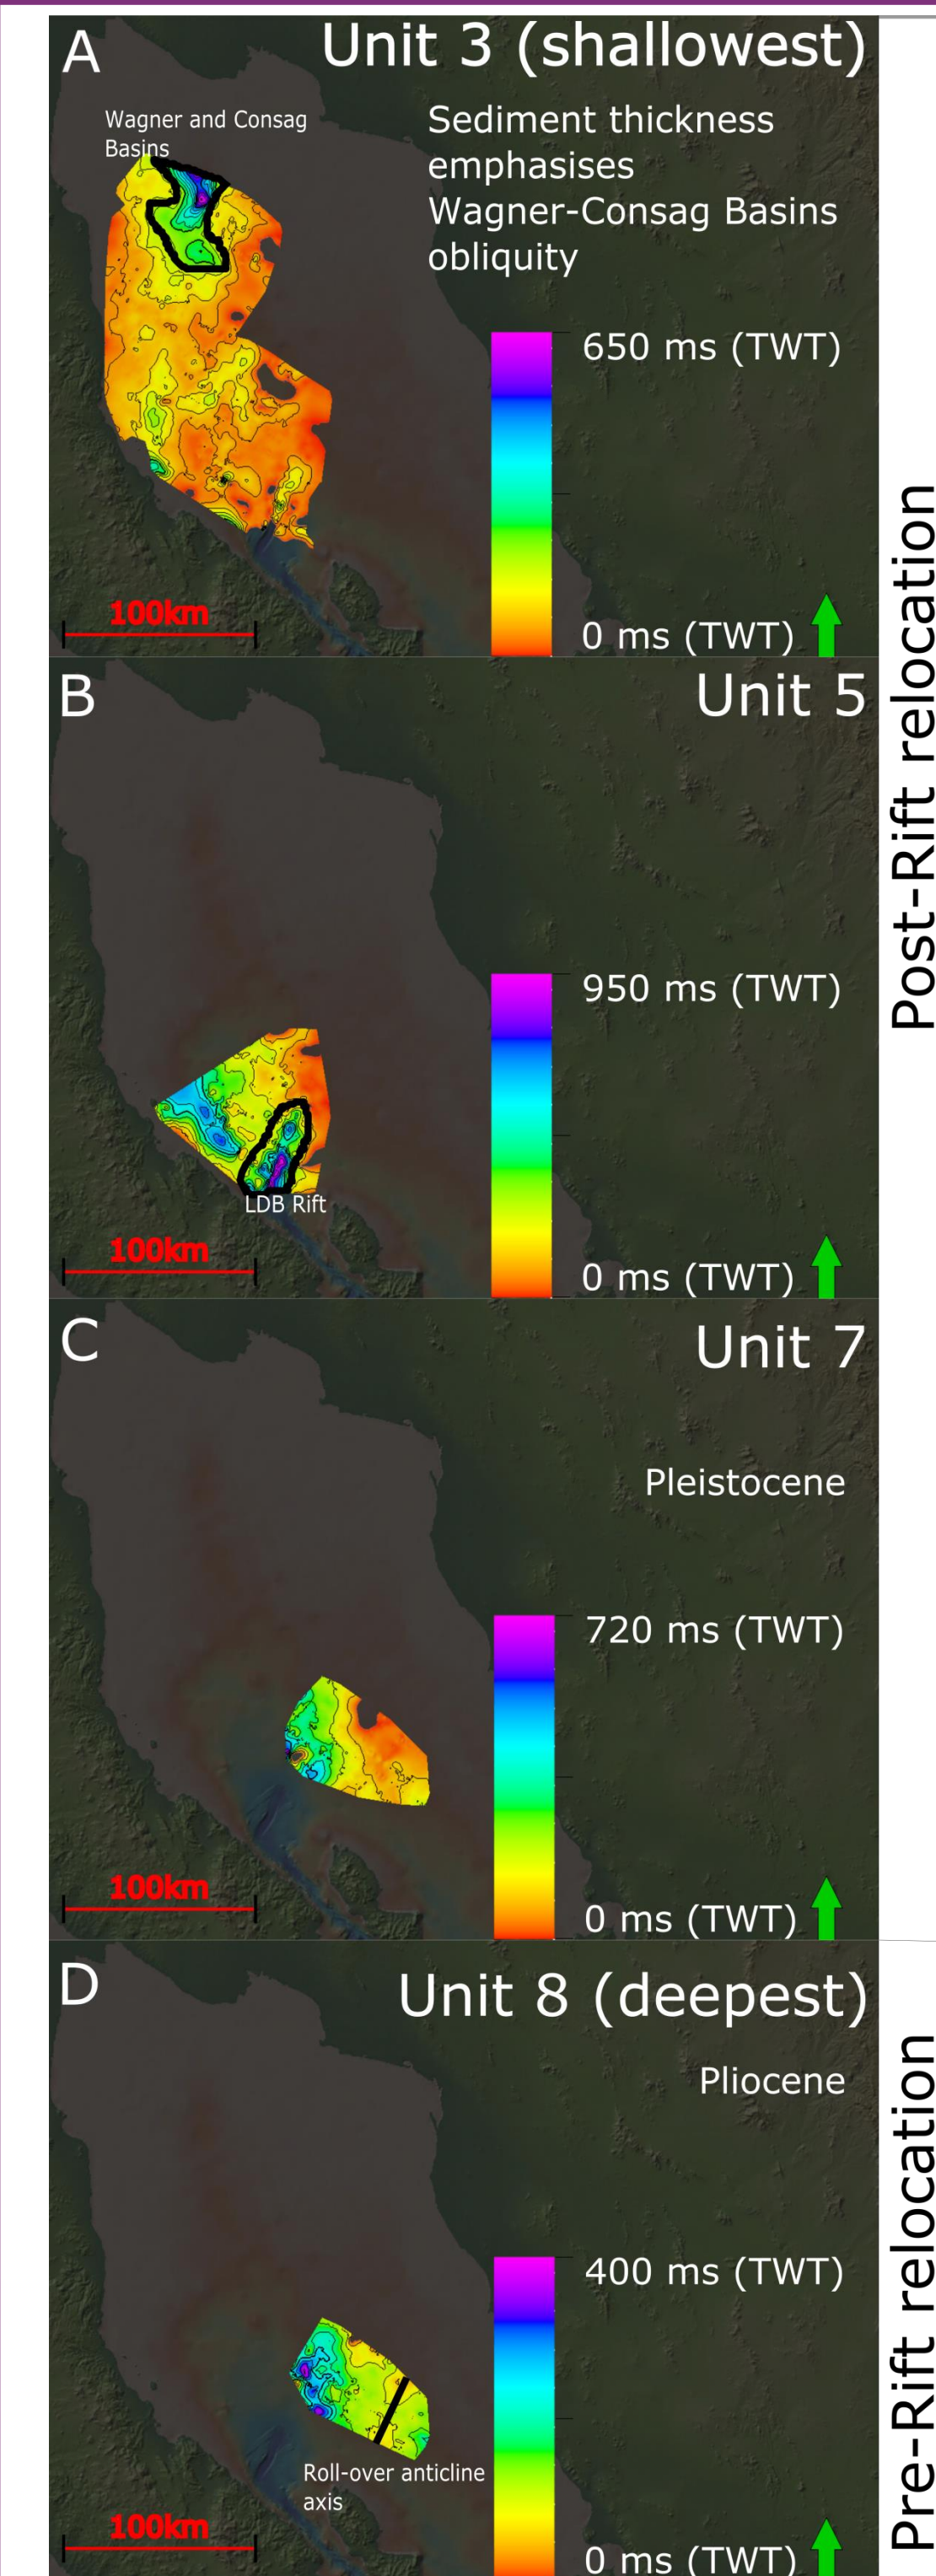 A
Unit 3 (shallowest)
Wagner and Consag
Basins
Sediment thickness
emphasises
Wagner-Consag Basins
obliquity
650 ms (TWT)
0 ms (TWT)
100km
B
Unit 5
950 ms (TWT)
LDB Rift
0 ms (TWT)
100km
Post-Rift relocation
C
Unit 7
Pleistocene
720 ms (TWT)
0 ms (TWT)
100km
D
Unit 8 (deepest)
Pliocene
400 ms (TWT)
Roll-over anticline
axis
0 ms (TWT)
100km
Pre-Rift relocation